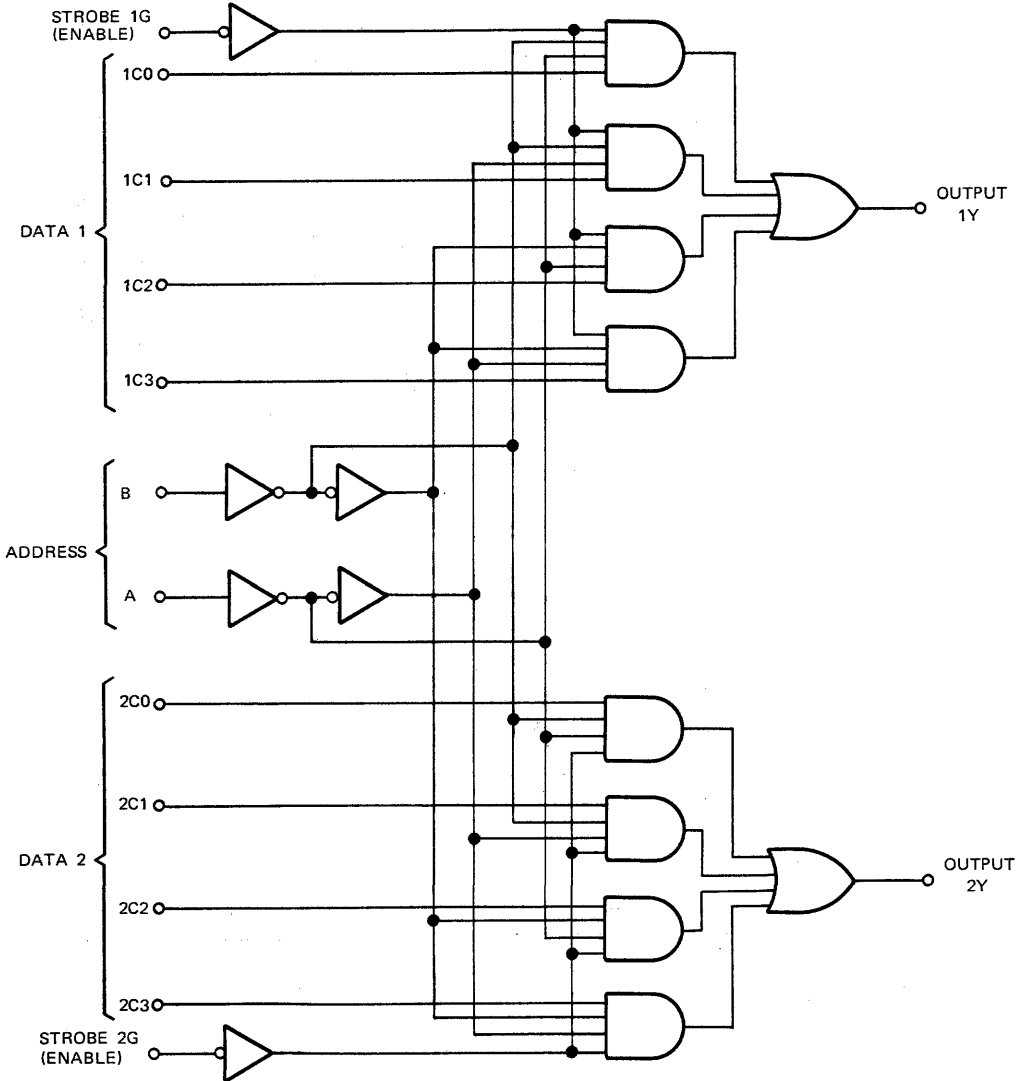 STROBE 1G
(ENABLE)
1C0
1C1
DATA 1
1C2
1C3
OUTPUT
1Y
B
ADDRESS
A
2C0
2C1
DATA 2
2C2
2C3
STROBE 2G
(ENABLE)
OUTPUT
2Y